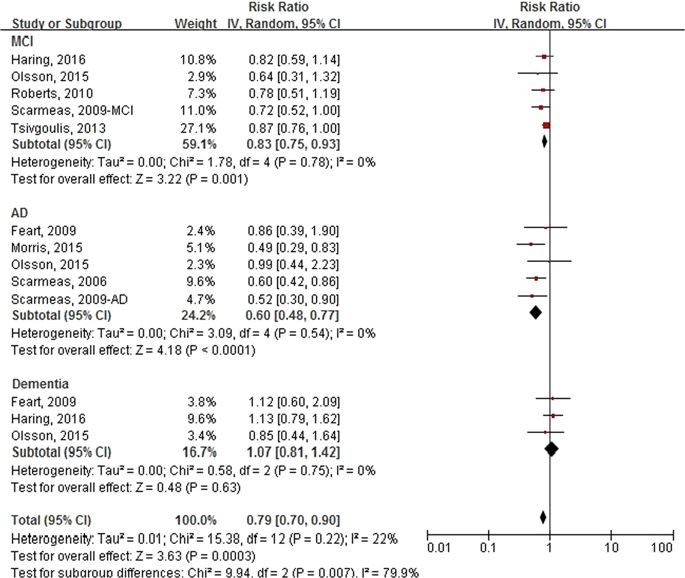 Risk Ratio Risk Ratio
Study or Subgroup Weight IV, Random, 95% CI IV, Random, 95% CI
MCI
Haring, 2016 10.8% 0.82 [0.59, 1.14]
Olsson, 2015 2.9% 0.64 [0.31, 1.32]
Roberts, 2010 7.3% 0.78 [0.51, 1.19]
Scarmeas, 2009-MCI 11.0% 0.72 [0.52, 1.00]
Tsivgoulis, 2013 27.1% 0.87 [0.76, 1.00]
Subtotal (95% CI) 59.1% 0.83 [0.75, 0.93]
Heterogeneity: Tau² = 0.00; Chi² = 1.78, df = 4 (P = 0.78); I² = 0%
Test for overall effect: Z = 3.22 (P = 0.001)
AD
Feart, 2009 2.4% 0.86 [0.39, 1.90]
Morris, 2015 5.1% 0.49 [0.29, 0.83]
Olsson, 2015 2.3% 0.99 [0.44, 2.23]
Scarmeas, 2006 9.6% 0.60 [0.42, 0.86]
Scarmeas, 2009-AD 4.7% 0.52 [0.30, 0.90]
Subtotal (95% CI) 24.2% 0.60 [0.48, 0.77]
Heterogeneity: Tau² = 0.00; Chi² = 3.09, df = 4 (P = 0.54); I² = 0%
Test for overall effect: Z = 4.18 (P < 0.0001)
Dementia
Feart, 2009 3.8% 1.12 [0.60, 2.09]
Haring, 2016 9.6% 1.13 [0.79, 1.62]
Olsson, 2015 3.4% 0.85 [0.44, 1.64]
Subtotal (95% CI) 16.7% 1.07 [0.81, 1.42]
Heterogeneity: Tau² = 0.00; Chi² = 0.58, df = 2 (P = 0.75); I² = 0%
Test for overall effect: Z = 0.48 (P = 0.63)
Total (95% CI) 100.0% 0.79 [0.70, 0.90]
Heterogeneity: Tau² = 0.01; Chi² = 15.38, df = 12 (P = 0.22); I² = 22%
Test for overall effect: Z = 3.63 (P = 0.0003)
Test for subgroup differences: Chi² = 9.94, df = 2 (P = 0.007), I² = 79.9%
0.01 0.1 1 10 100